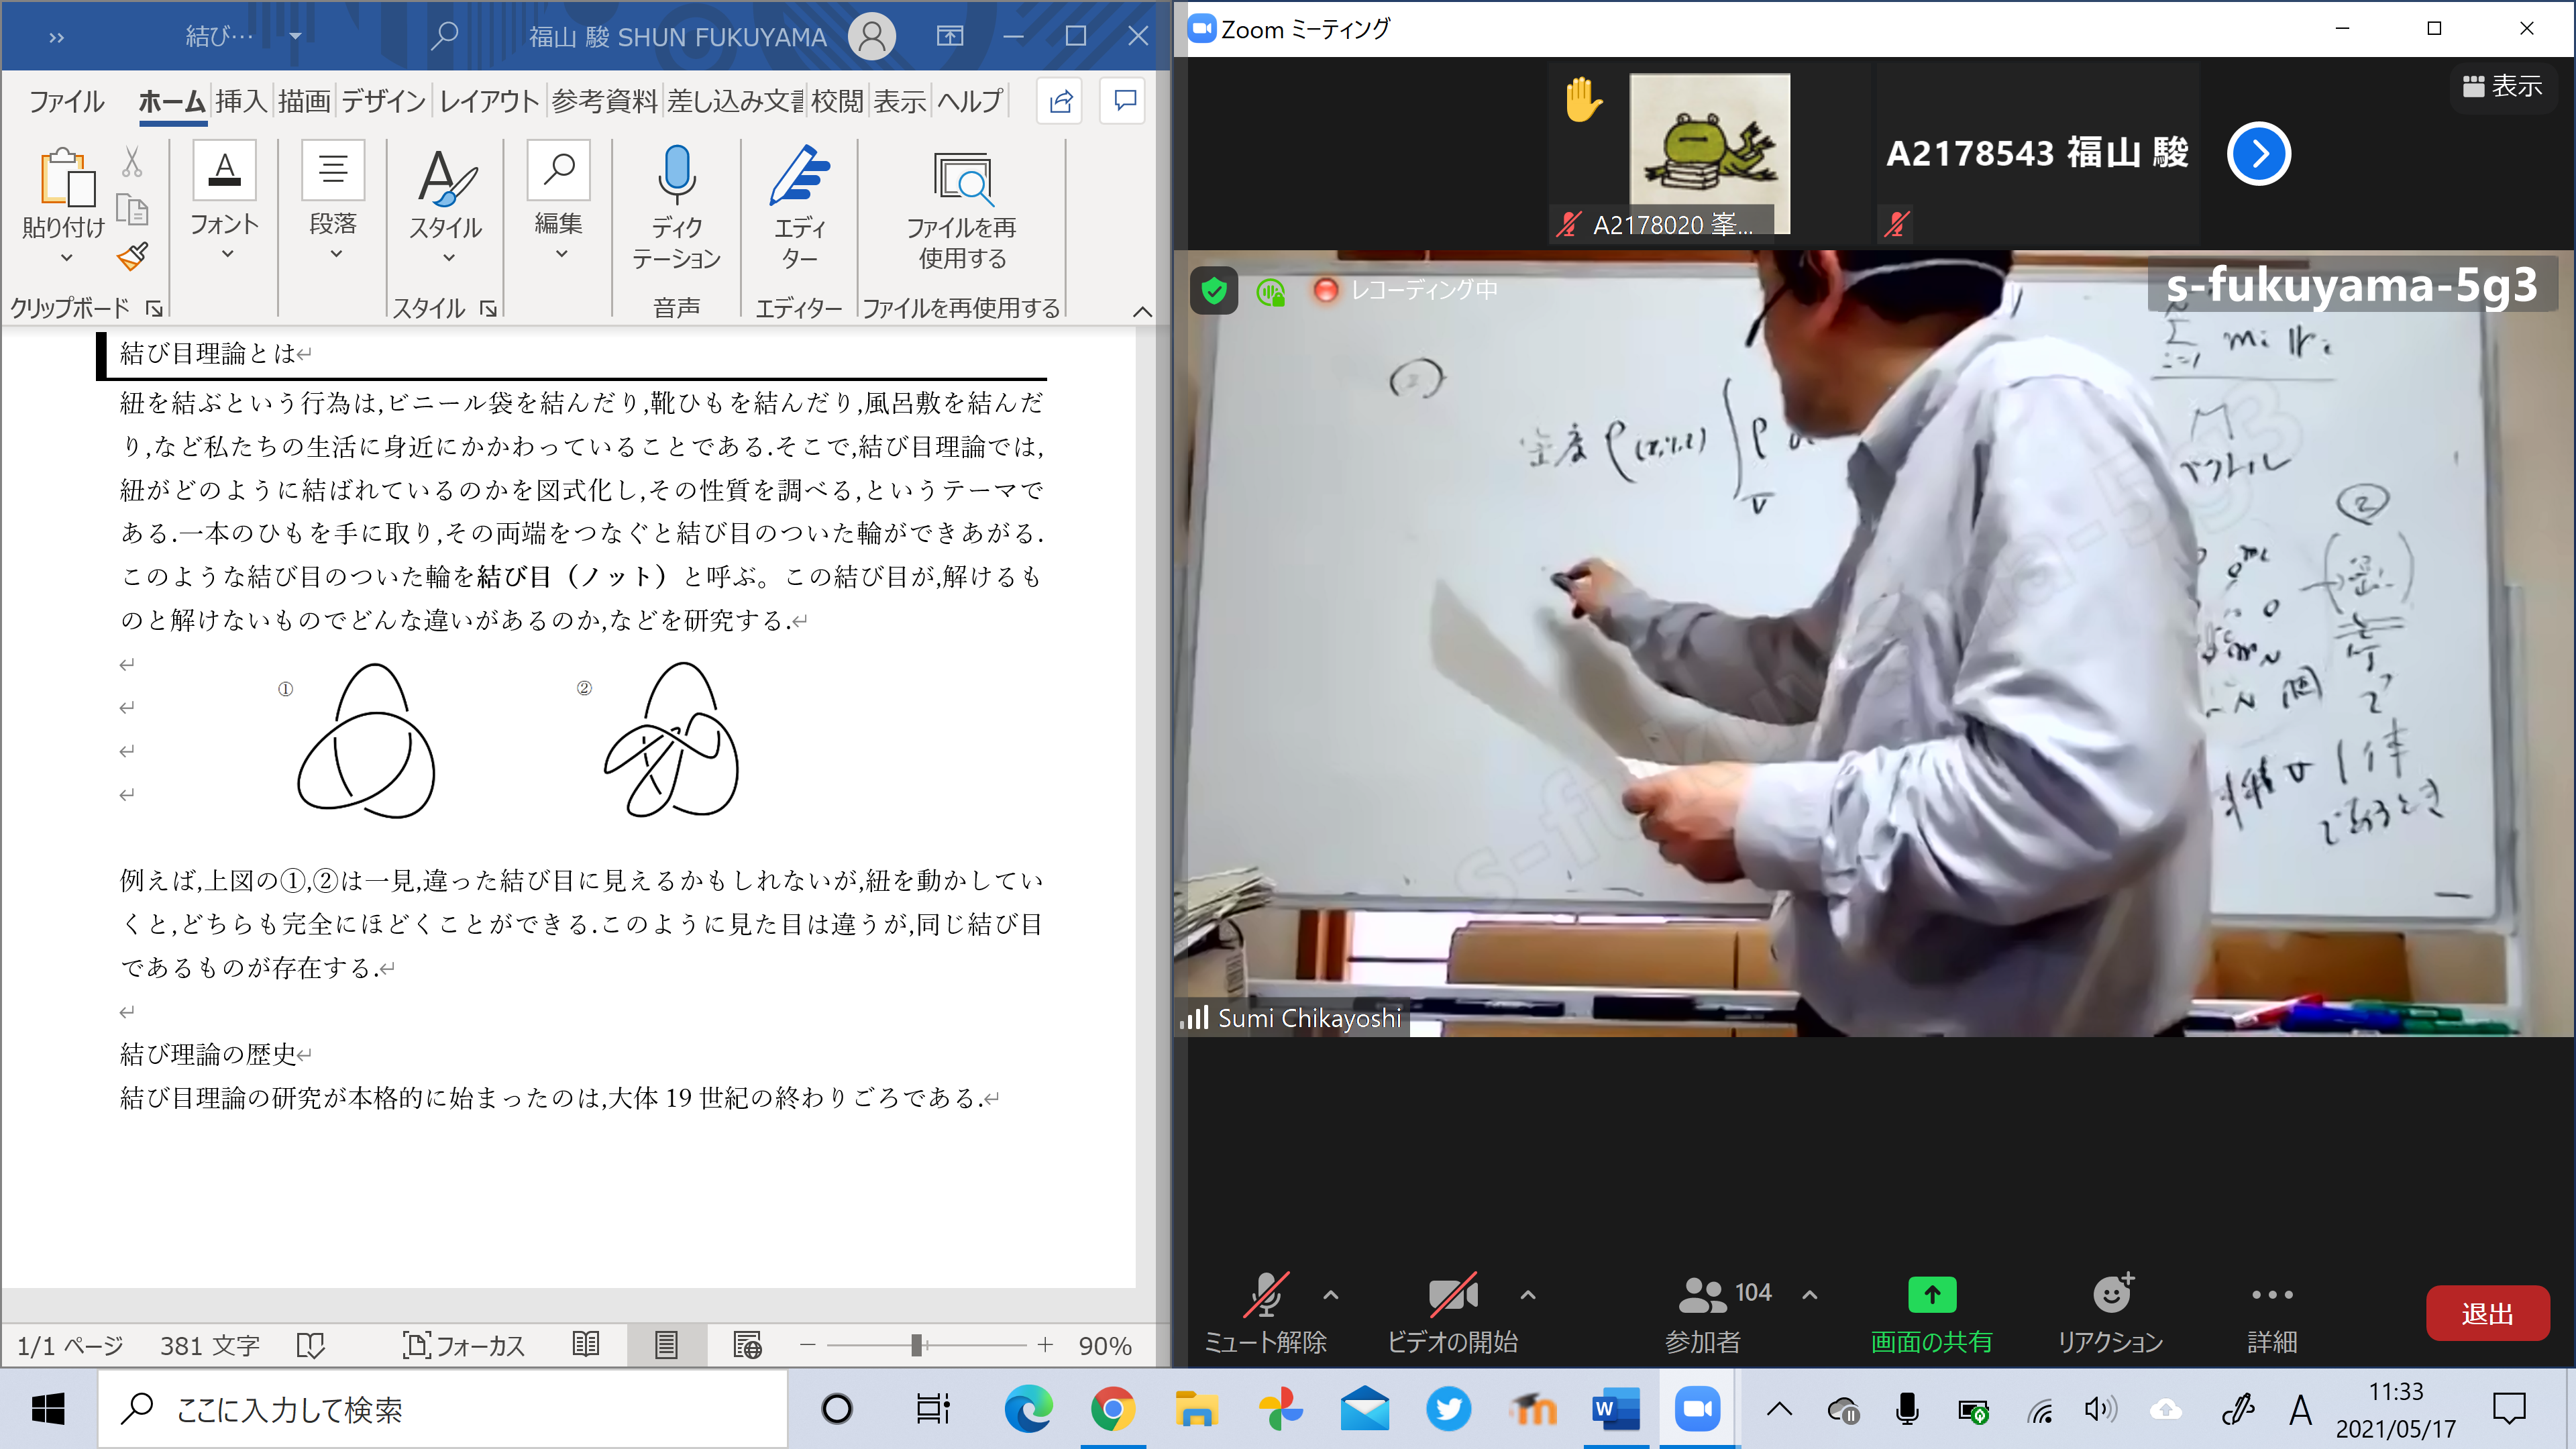 結び…
福山 駿 SHUN FUKUYAMA
ファイル ホーム 挿入 描画 デザイン レイアウト 参考資料 差し込み文書 校閲 表示 ヘルプ
貼り付け
フォント
段落
スタイル
編集
ディク
テーション
エディ
ター
ファイルを再
使用する
クリップボード
スタイル
音声
エディター
ファイルを再使用する
結び目理論とは
紐を結ぶという行為は,ビニール袋を結んだり,靴ひもを結んだり,風呂敷を結んだ
り,など私たちの生活に身近にかかわっていることである.そこで,結び目理論では,
紐がどのように結ばれているのかを図式化し,その性質を調べる,というテーマで
ある.一本のひもを手に取り,その両端をつなぐと結び目のついた輪ができあがる.
このような結び目のついた輪を結び目（ノット）と呼ぶ。この結び目が,解けるも
のと解けないものでどんな違いがあるのか,などを研究する.
① ②
例えば,上図の①,②は一見,違った結び目に見えるかもしれないが,紐を動かしてい
くと,どちらも完全にほどくことができる.このように見た目は違うが,同じ結び目
であるものが存在する.
結び理論の歴史
結び目理論の研究が本格的に始まったのは,大体 19 世紀の終わりごろである.
1/1 ページ 381 文字 フォーカス 90%
Zoom ミーティング
表示
A2178020 峯...
A2178543 福山 駿
レコーディング中
s-fukuyama-5g3
密度 ρ
ベクトル
M
②
N 個
1 体
であるとき
Sumi Chikayoshi
ミュート解除
ビデオの開始
104
参加者
画面の共有
リアクション
詳細
退出
ここに入力して検索
A
11:33
2021/05/17